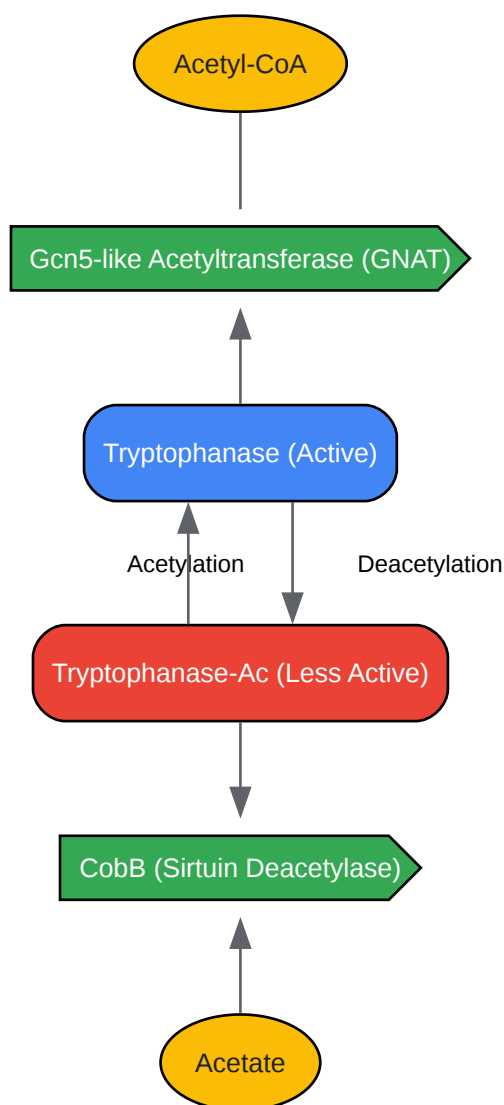 Acetyl-CoA
Gcn5-like Acetyltransferase (GNAT)
Tryptophanase (Active)
Acetylation
Deacetylation
Tryptophanase-Ac (Less Active)
CobB (Sirtuin Deacetylase)
Acetate